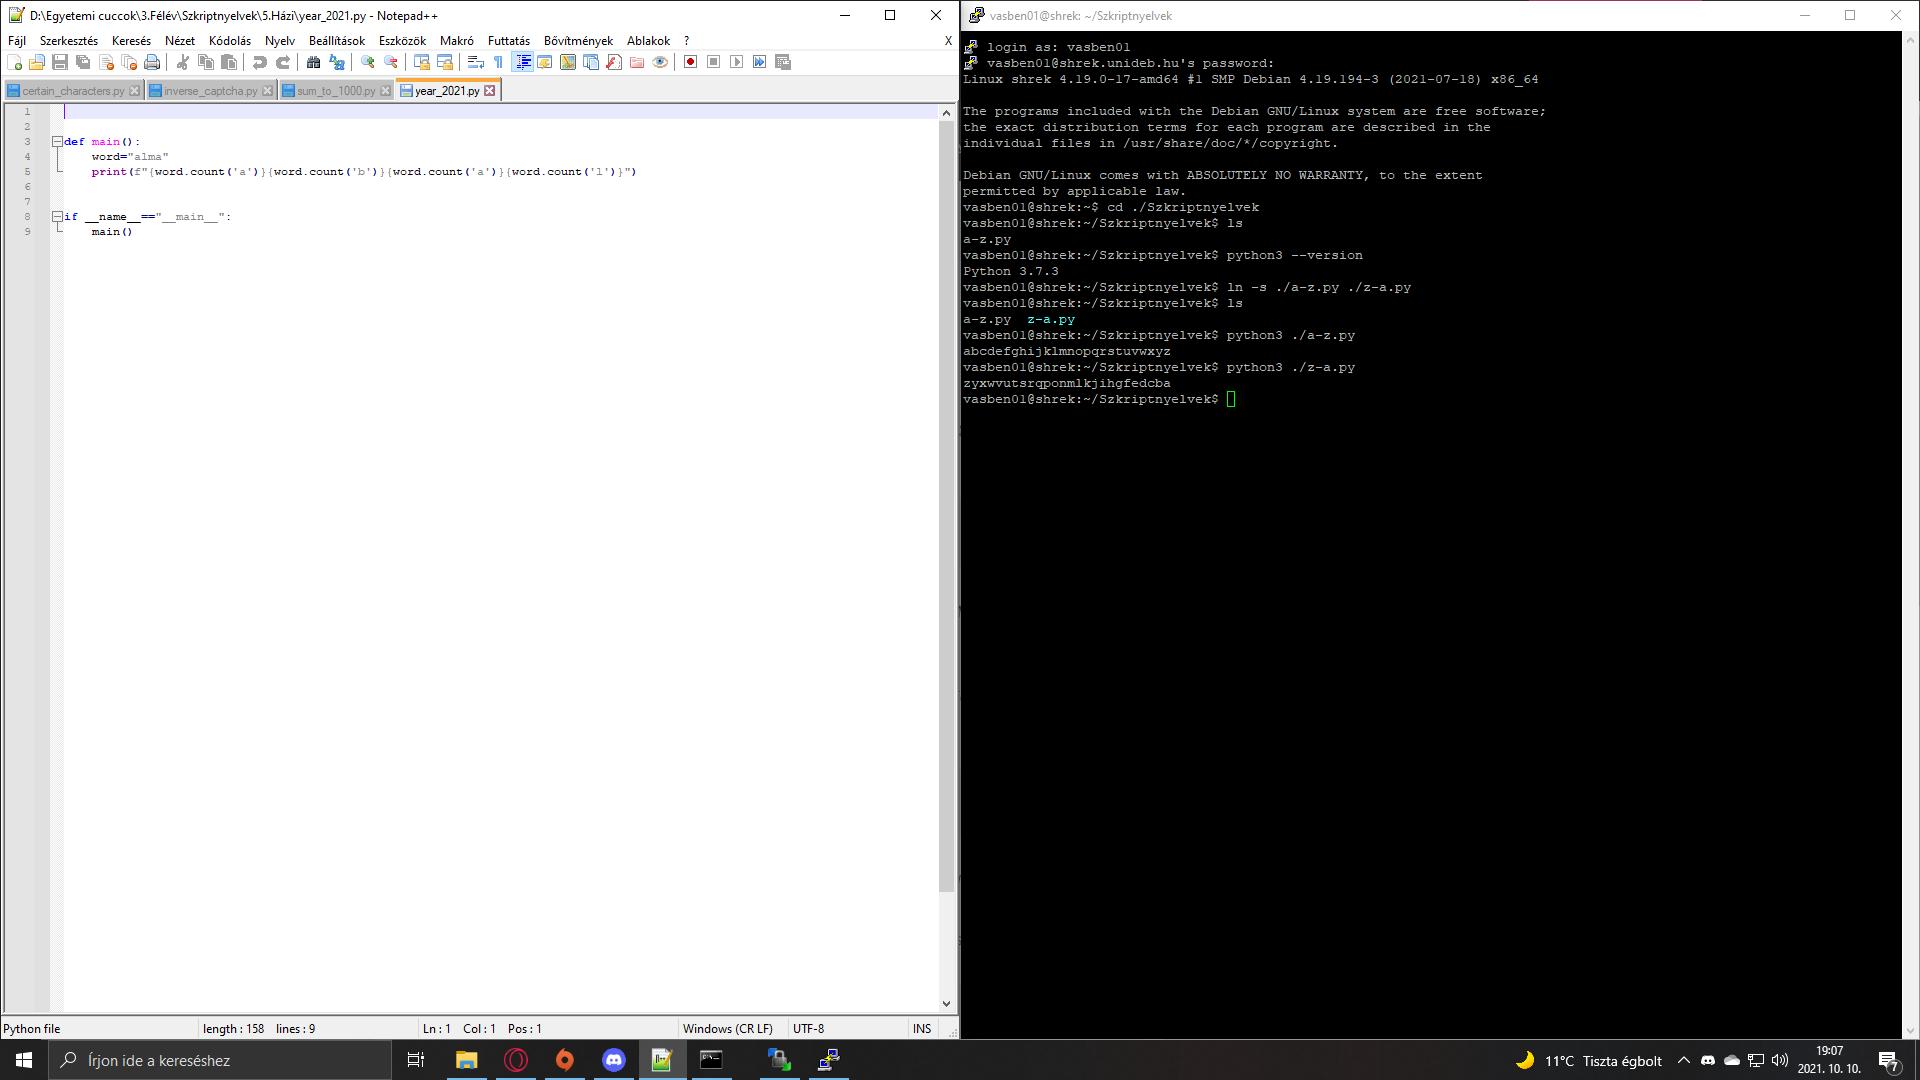 D:\Egyetemi cuccok\3.Félév\Szkriptnyelvek\5.Házi\year_2021.py - Notepad++
Fájl Szerkesztés Keresés Nézet Kódolás Nyelv Beállítások Eszközök Makró Futtatás Bővítmények Ablakok ? X
certain_characters.py inverse_captcha.py sum_to_1000.py year_2021.py
1
2
3 def main():
4     word="alma"
5     print(f"{word.count('a')}{word.count('b')}{word.count('a')}{word.count('l')}")
6
7
8 if __name__=="__main__":
9     main()
Python file length : 158 lines : 9 Ln : 1 Col : 1 Pos : 1 Windows (CR LF) UTF-8 INS
vasben01@shrek: ~/Szkriptnyelvek
login as: vasben01
vasben01@shrek.unideb.hu's password:
Linux shrek 4.19.0-17-amd64 #1 SMP Debian 4.19.194-3 (2021-07-18) x86_64
The programs included with the Debian GNU/Linux system are free software;
the exact distribution terms for each program are described in the
individual files in /usr/share/doc/*/copyright.
Debian GNU/Linux comes with ABSOLUTELY NO WARRANTY, to the extent
permitted by applicable law.
vasben01@shrek:~$ cd ./Szkriptnyelvek
vasben01@shrek:~/Szkriptnyelvek$ ls
a-z.py
vasben01@shrek:~/Szkriptnyelvek$ python3 --version
Python 3.7.3
vasben01@shrek:~/Szkriptnyelvek$ ln -s ./a-z.py ./z-a.py
vasben01@shrek:~/Szkriptnyelvek$ ls
a-z.py  z-a.py
vasben01@shrek:~/Szkriptnyelvek$ python3 ./a-z.py
abcdefghijklmnopqrstuvwxyz
vasben01@shrek:~/Szkriptnyelvek$ python3 ./z-a.py
zyxwvutsrqponmlkjihgfedcba
vasben01@shrek:~/Szkriptnyelvek$
Írjon ide a kereséshez
11°C Tiszta égbolt
19:07
2021. 10. 10.
7